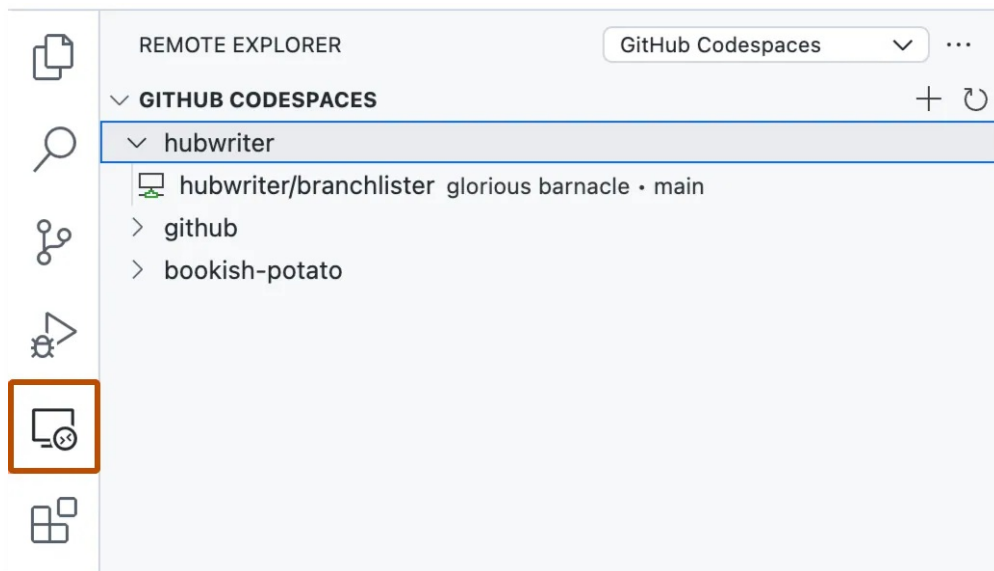 REMOTE EXPLORER GitHub Codespaces
GITHUB CODESPACES
hubwriter
hubwriter/branchlister glorious barnacle • main
github
bookish-potato